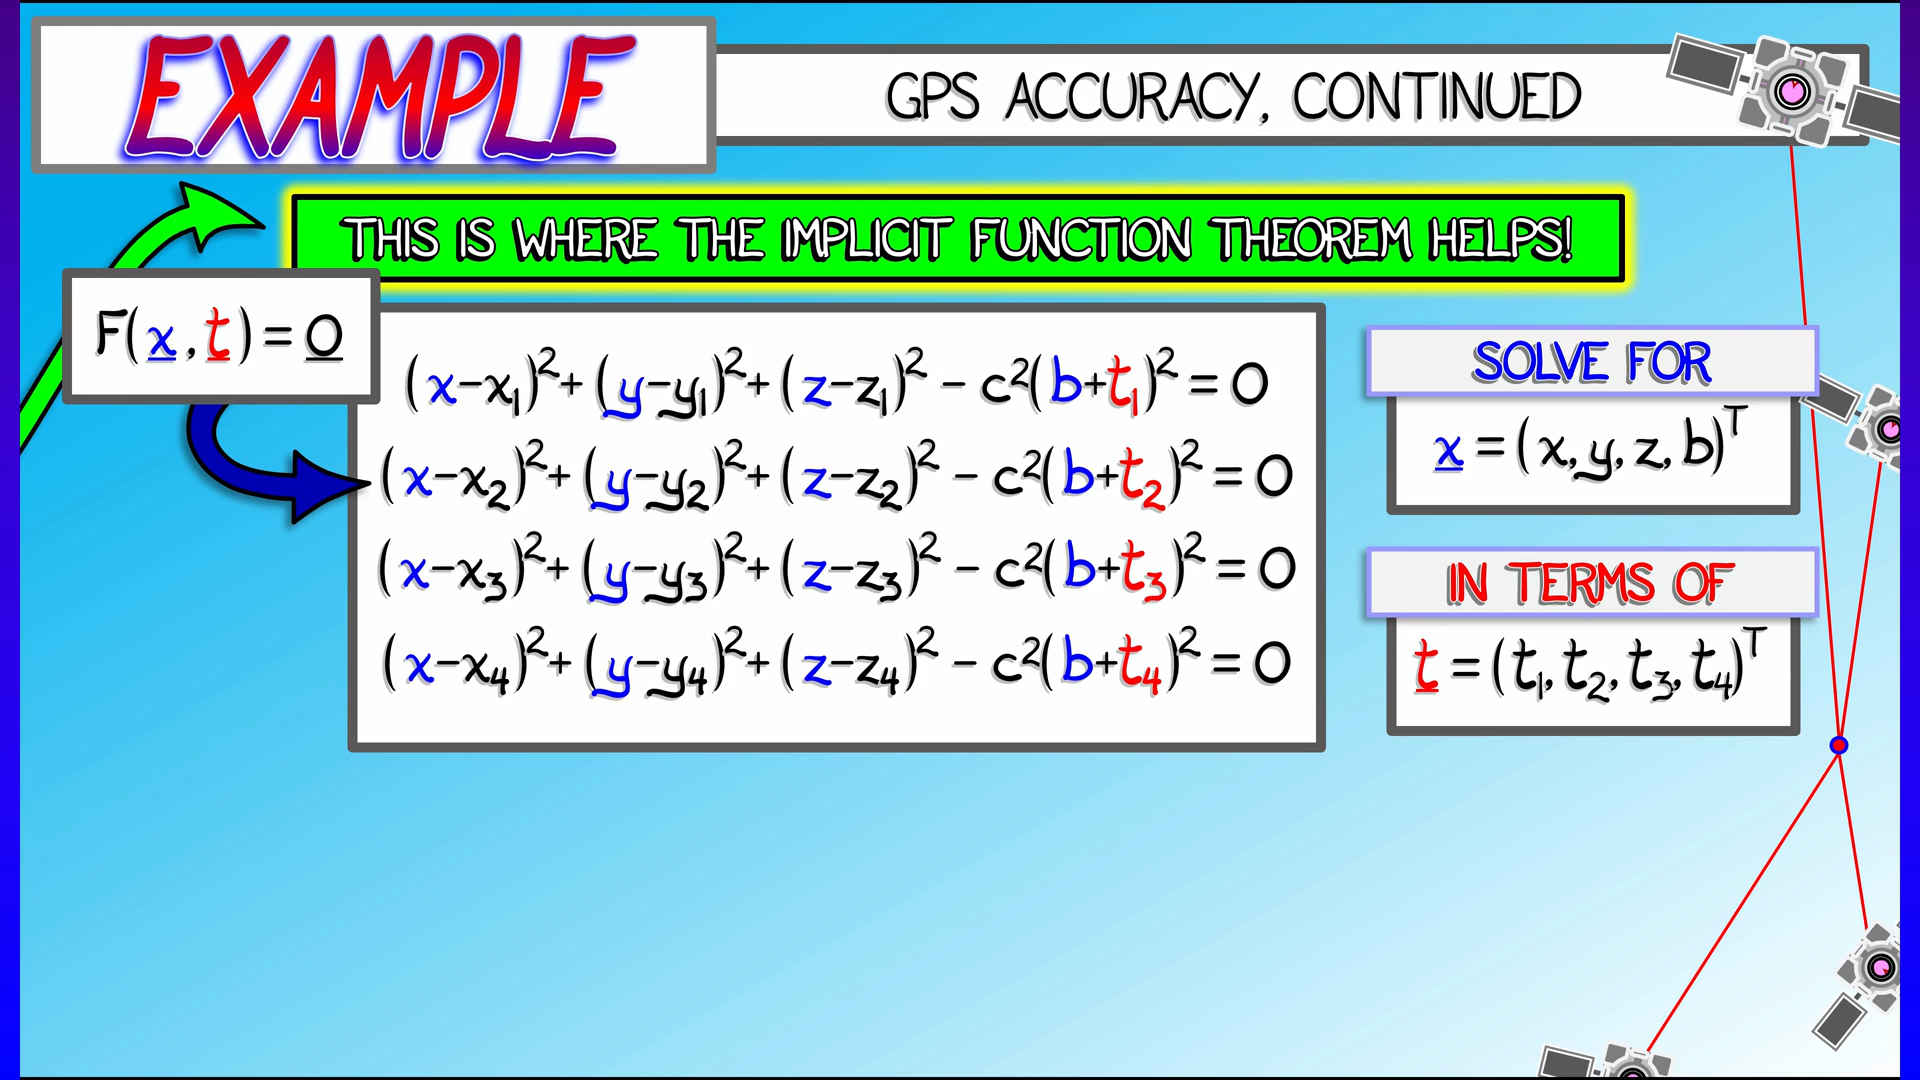 EXAMPLE
GPS ACCURACY, CONTINUED
THIS IS WHERE THE IMPLICIT FUNCTION THEOREM HELPS!
F(x, t) = 0
(x-x₁)² + (y-y₁)² + (z-z₁)² - c²(b+t₁)² = 0
(x-x₂)² + (y-y₂)² + (z-z₂)² - c²(b+t₂)² = 0
(x-x₃)² + (y-y₃)² + (z-z₃)² - c²(b+t₃)² = 0
(x-x₄)² + (y-y₄)² + (z-z₄)² - c²(b+t₄)² = 0
SOLVE FOR
x = (x, y, z, b)ᵀ
IN TERMS OF
t = (t₁, t₂, t₃, t₄)ᵀ